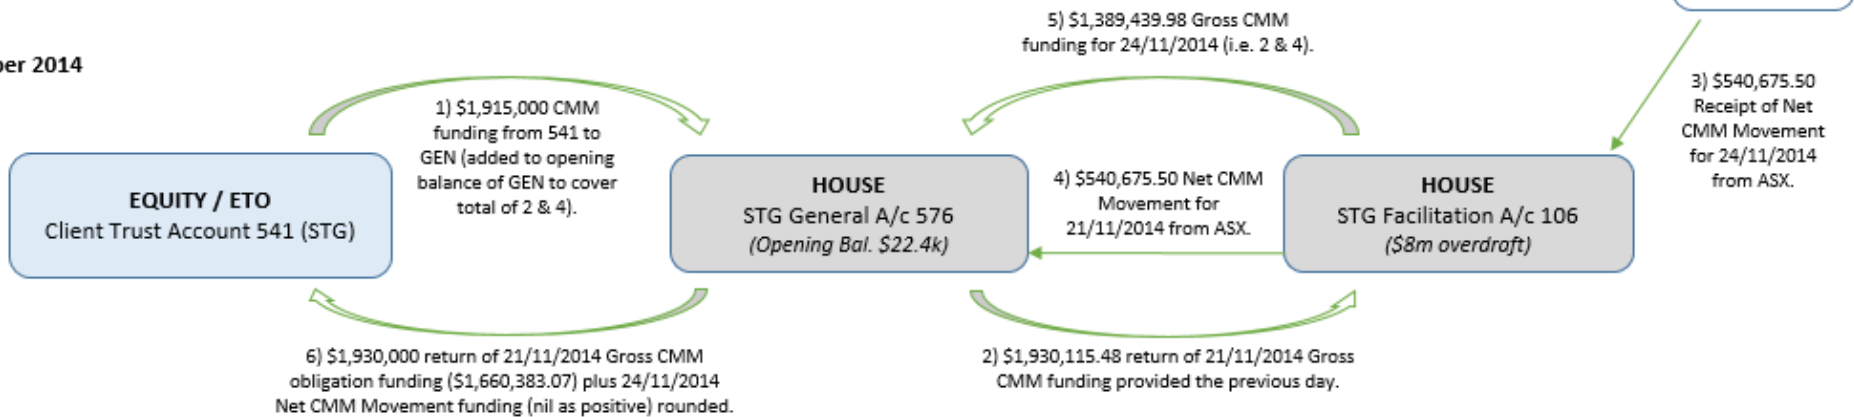 5) $1,389,439.98 Gross CMM
funding for 24/11/2014 (i.e. 2 & 4).
ber 2014
1) $1,915,000 CMM
funding from 541 to
GEN (added to opening
balance of GEN to cover
total of 2 & 4).
3) $540,675.50
Receipt of Net
CMM Movement
for 24/11/2014
from ASX.
EQUITY / ETO
Client Trust Account 541 (STG)
HOUSE
STG General A/c 576
(Opening Bal. $22.4k)
4) $540,675.50 Net CMM
Movement for
21/11/2014 from ASX.
HOUSE
STG Facilitation A/c 106
($8m overdraft)
6) $1,930,000 return of 21/11/2014 Gross CMM
obligation funding ($1,660,383.07) plus 24/11/2014
Net CMM Movement funding (nil as positive) rounded.
2) $1,930,115.48 return of 21/11/2014 Gross
CMM funding provided the previous day.